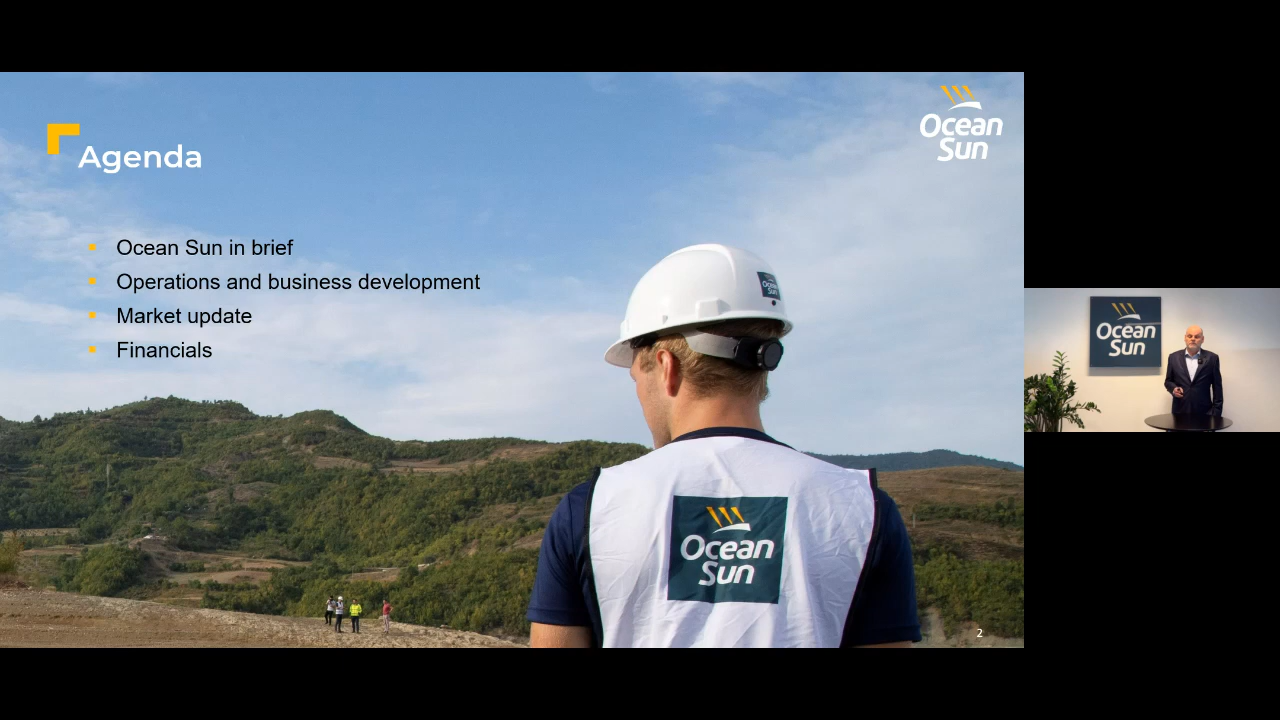 Ocean
Sun
Agenda
Ocean Sun in brief
Operations and business development
Market update
Financials
Ocean
Sun
Ocean
Sun
Ocean
Sun
2